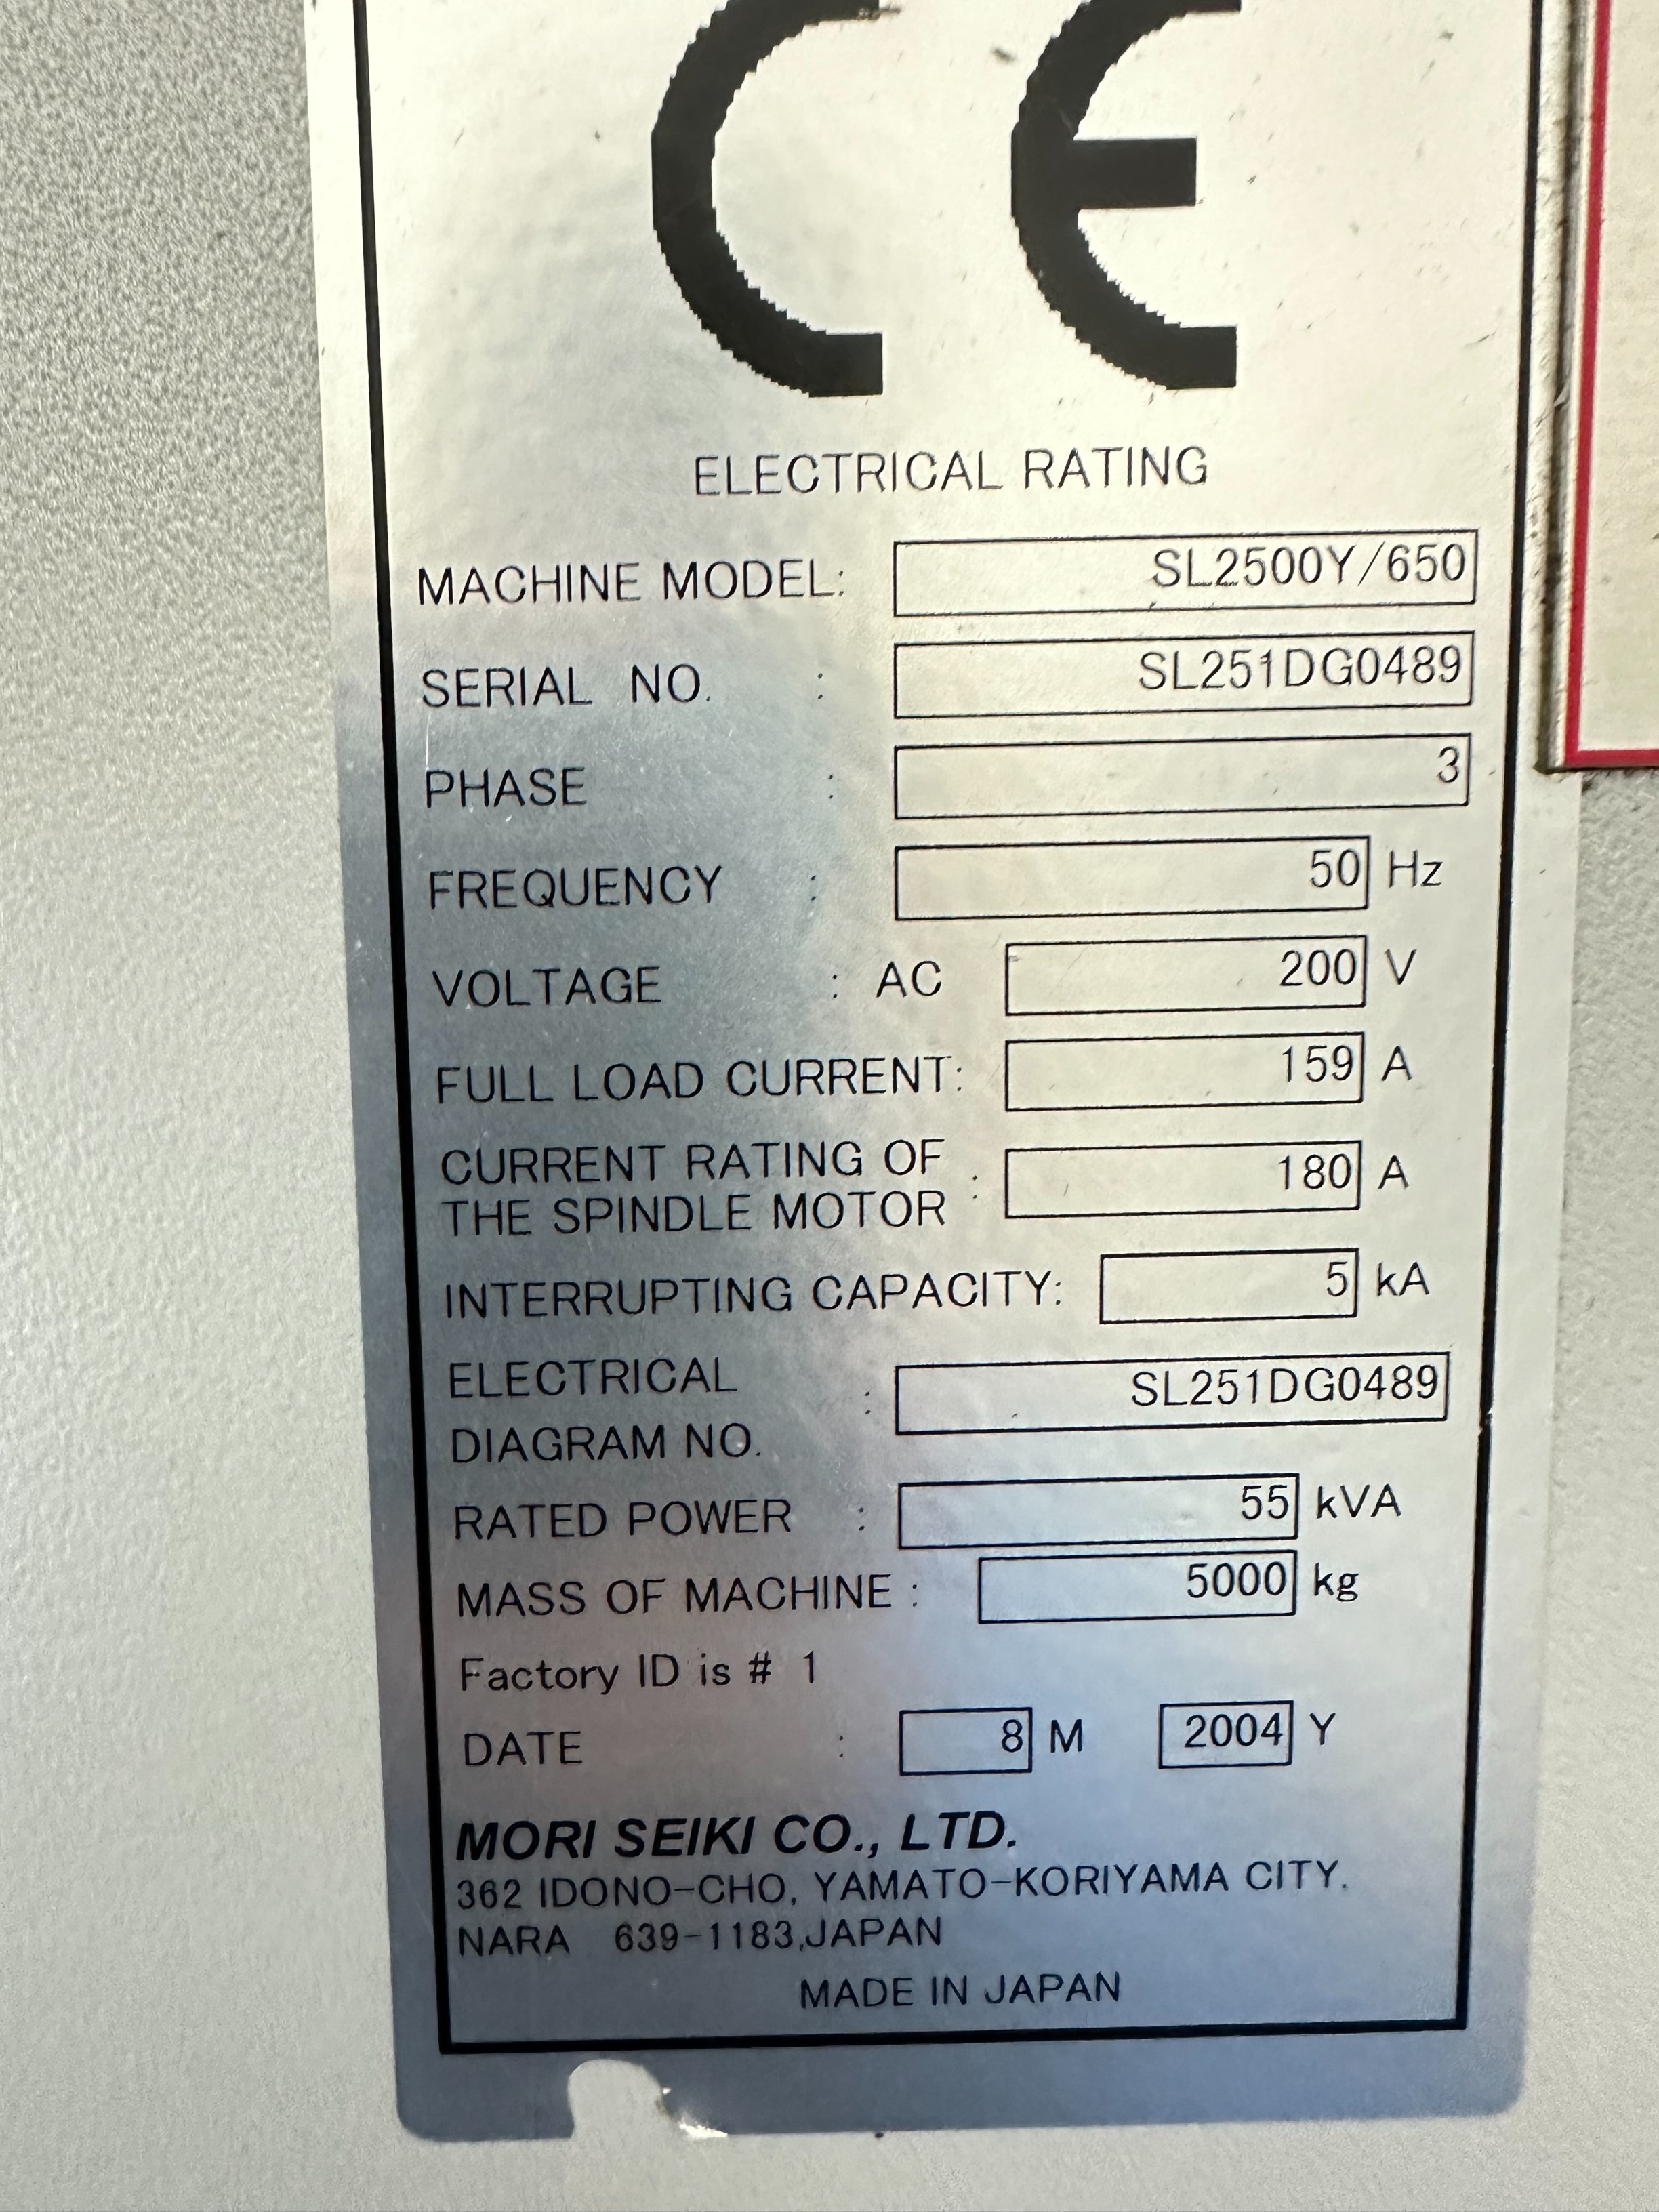 CE
ELECTRICAL RATING
MACHINE MODEL: SL2500Y/650
SERIAL NO. : SL251DG0489
PHASE : 3
FREQUENCY : 50 Hz
VOLTAGE : AC 200 V
FULL LOAD CURRENT: 159 A
CURRENT RATING OF
THE SPINDLE MOTOR : 180 A
INTERRUPTING CAPACITY: 5 kA
ELECTRICAL
DIAGRAM NO. : SL251DG0489
RATED POWER : 55 kVA
MASS OF MACHINE : 5000 kg
Factory ID is # 1
DATE : 8 M 2004 Y
MORI SEIKI CO., LTD.
362 IDONO-CHO, YAMATO-KORIYAMA CITY.
NARA 639-1183,JAPAN
MADE IN JAPAN